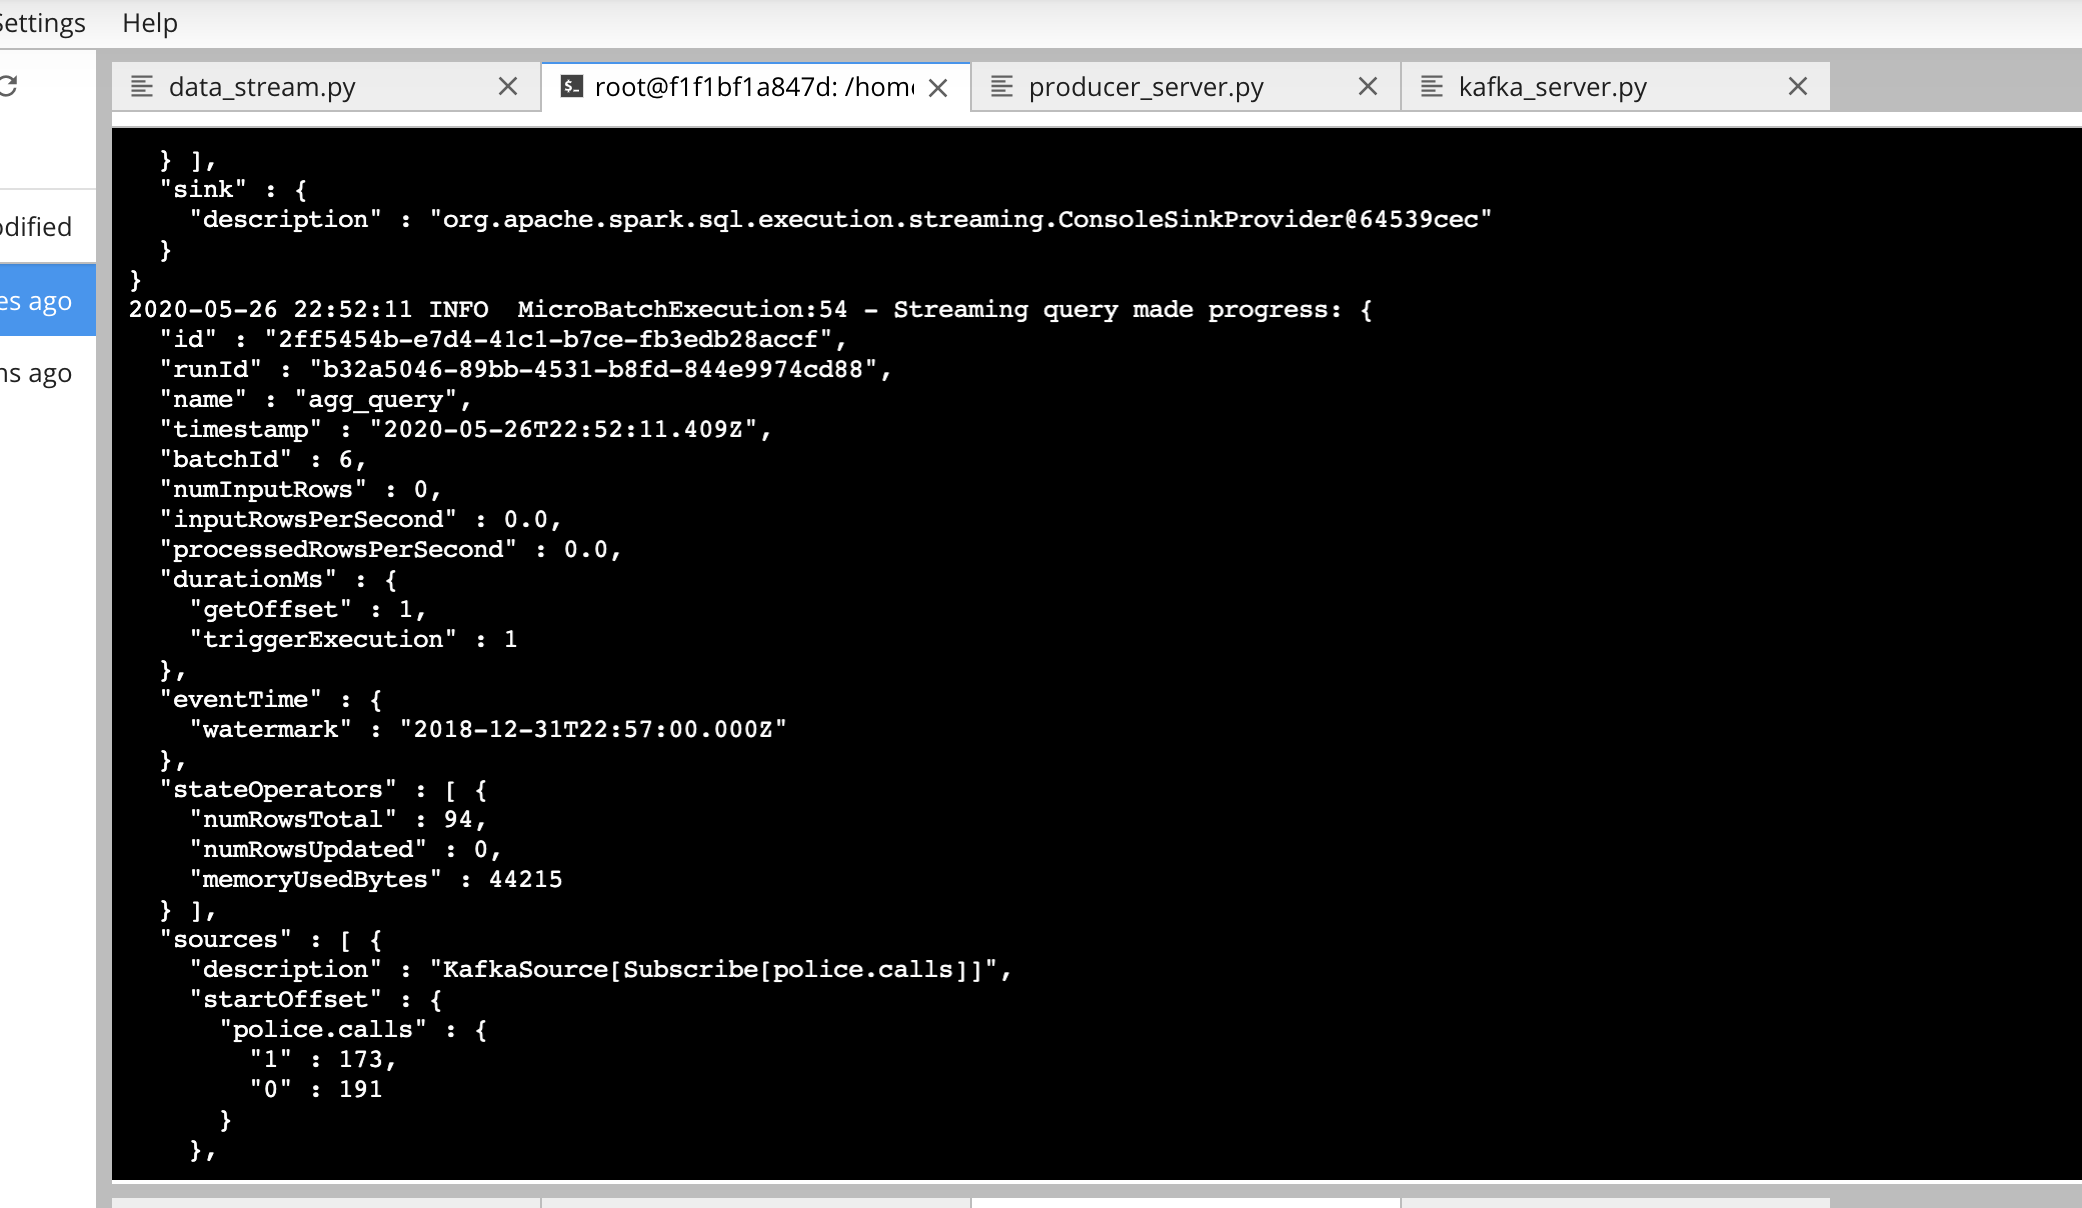 Settings Help
data_stream.py
root@f1f1bf1a847d: /home
producer_server.py
kafka_server.py
odified
es ago
ns ago
} ],
"sink" : {
"description" : "org.apache.spark.sql.execution.streaming.ConsoleSinkProvider@64539cec"
}
}
2020-05-26 22:52:11 INFO  MicroBatchExecution:54 - Streaming query made progress: {
"id" : "2ff5454b-e7d4-41c1-b7ce-fb3edb28accf",
"runId" : "b32a5046-89bb-4531-b8fd-844e9974cd88",
"name" : "agg_query",
"timestamp" : "2020-05-26T22:52:11.409Z",
"batchId" : 6,
"numInputRows" : 0,
"inputRowsPerSecond" : 0.0,
"processedRowsPerSecond" : 0.0,
"durationMs" : {
"getOffset" : 1,
"triggerExecution" : 1
},
"eventTime" : {
"watermark" : "2018-12-31T22:57:00.000Z"
},
"stateOperators" : [ {
"numRowsTotal" : 94,
"numRowsUpdated" : 0,
"memoryUsedBytes" : 44215
} ],
"sources" : [ {
"description" : "KafkaSource[Subscribe[police.calls]]",
"startOffset" : {
"police.calls" : {
"1" : 173,
"0" : 191
}
},